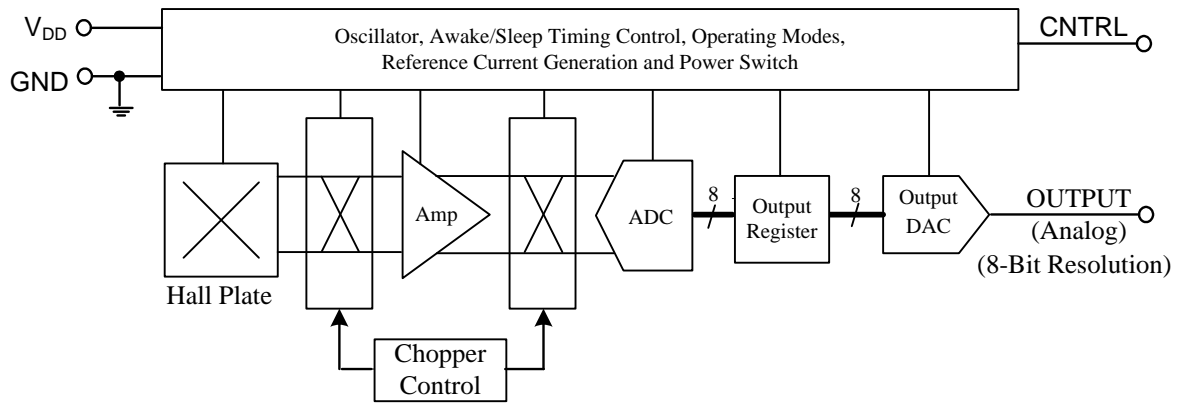 VDD
GND
Oscillator, Awake/Sleep Timing Control, Operating Modes,
Reference Current Generation and Power Switch
CNTRL
Hall Plate
Amp
ADC
8
Output
Register
8
Output
DAC
OUTPUT
(Analog)
(8-Bit Resolution)
Chopper
Control